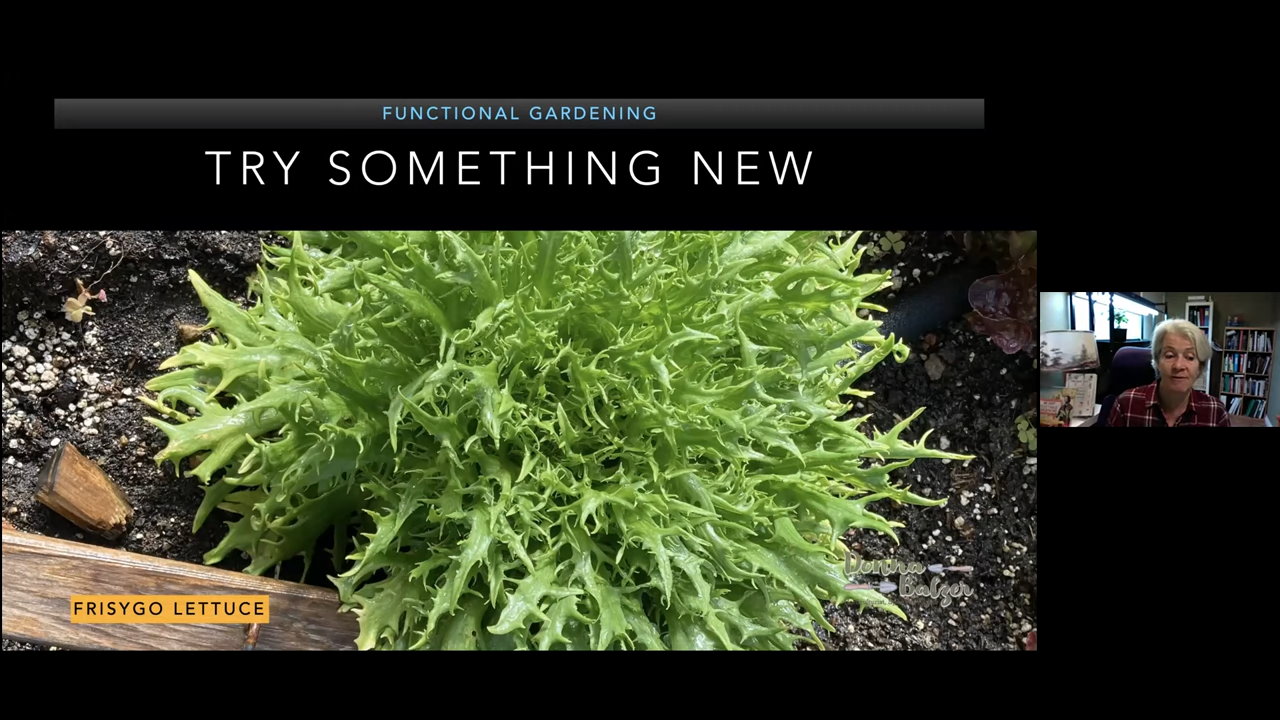 FUNCTIONAL GARDENING
TRY SOMETHING NEW
Donna
Balzer
FRISYGO LETTUCE